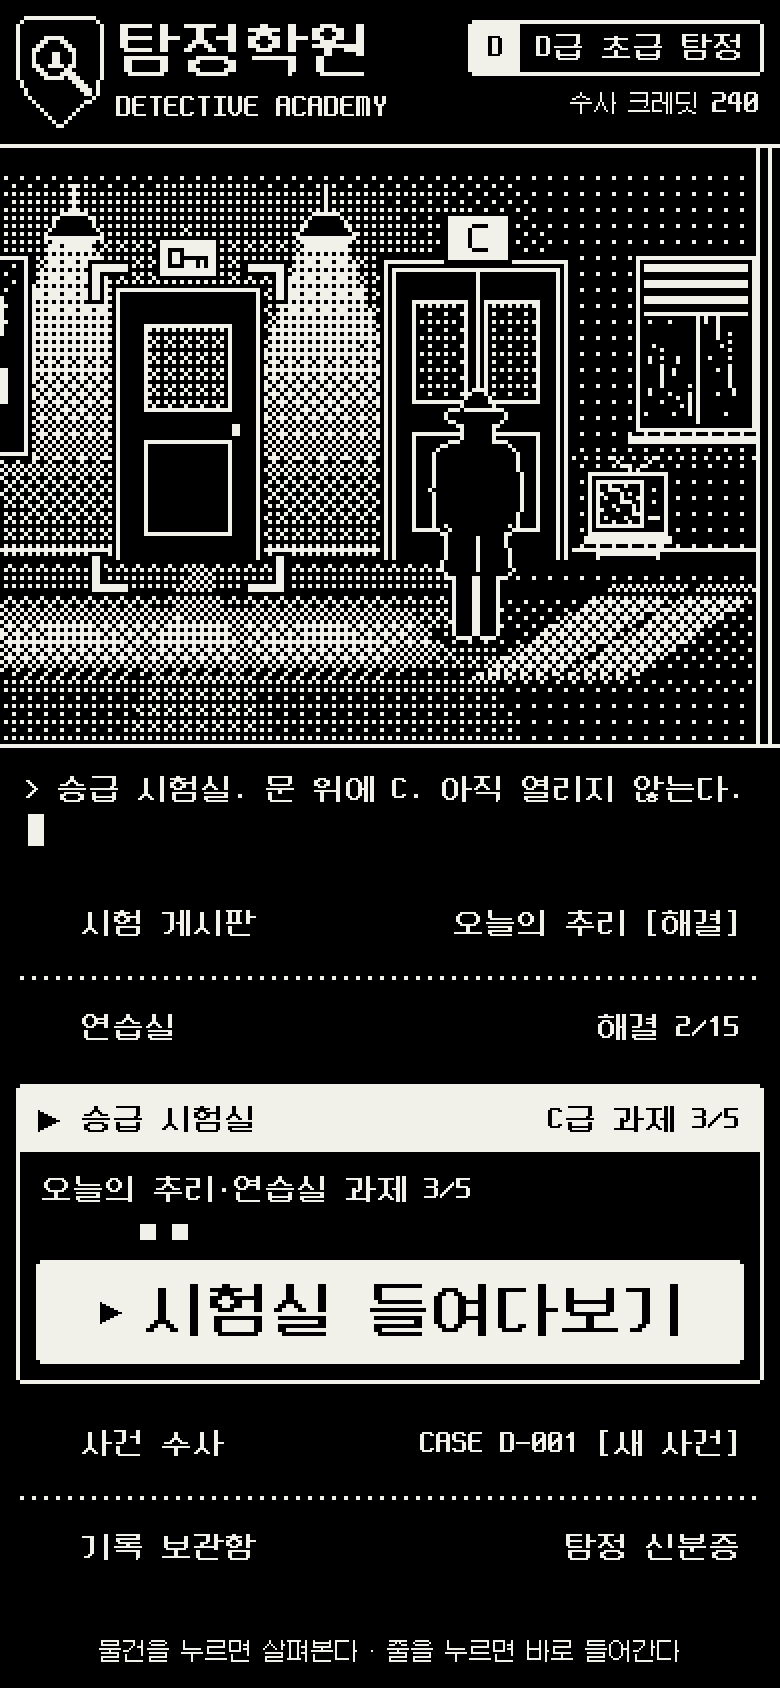 탐정학원
DETECTIVE ACADEMY
D D급 초급 탐정
수사 크레딧 240
C
> 승급 시험실. 문 위에 C. 아직 열리지 않는다.
시험 게시판 오늘의 추리 [해결]
연습실 해결 2/15
▶ 승급 시험실 C급 과제 3/5
오늘의 추리·연습실 과제 3/5
▶ 시험실 들여다보기
사건 수사 CASE D-001 [새 사건]
기록 보관함 탐정 신분증
물건을 누르면 살펴본다 · 줄을 누르면 바로 들어간다